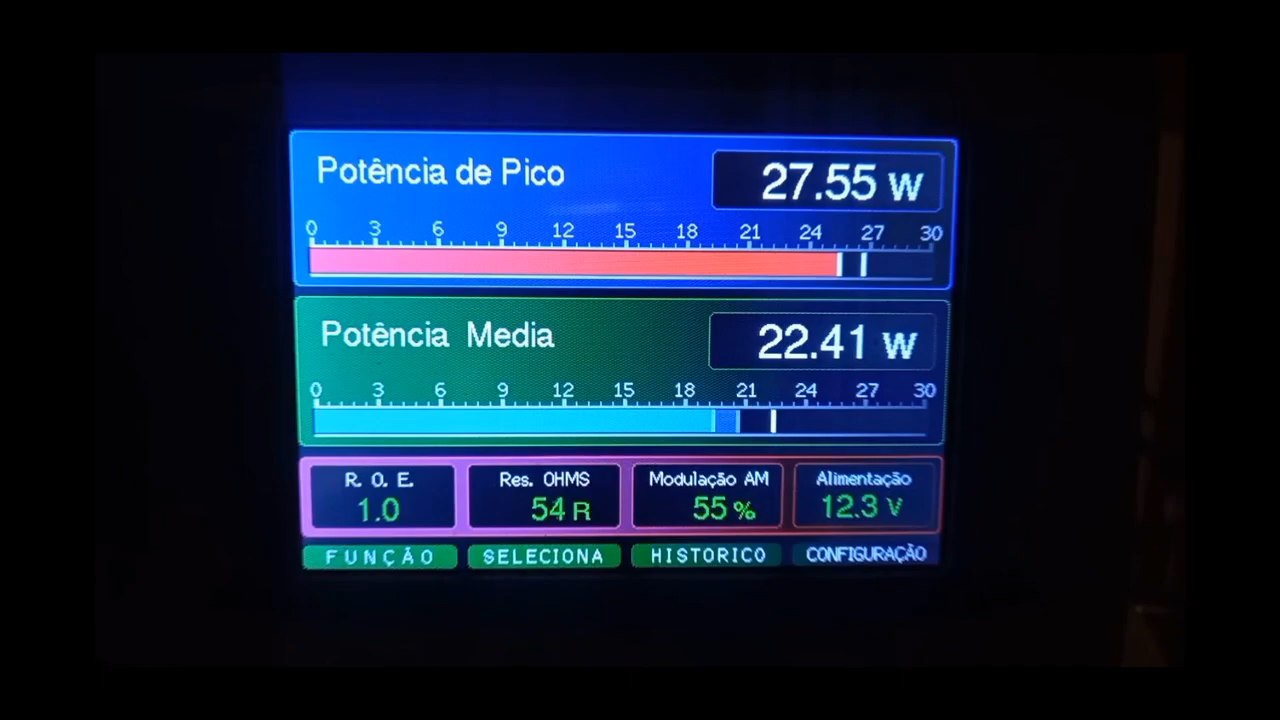 Potência de Pico
27.55 W
0 3 6 9 12 15 18 21 24 27 30
Potência Media
22.41 W
0 3 6 9 12 15 18 21 24 27 30
R. O. E. Res. OHMS Modulação AM Alimentação
1.0 54 R 55 % 12.3 V
FUNÇÃO SELECIONA HISTORICO CONFIGURAÇÃO